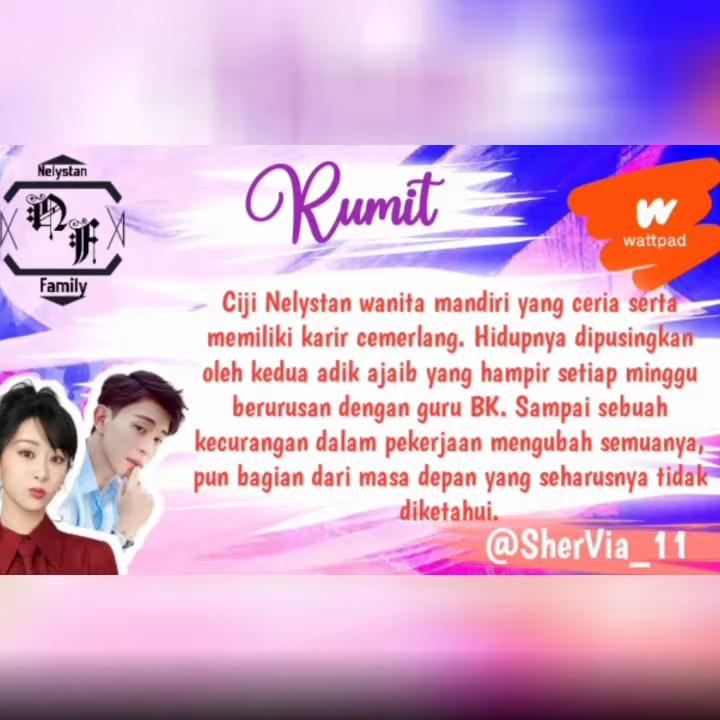 Nelystan
NF
Family
Rumit
W
wattpad
Ciji Nelystan wanita mandiri yang ceria serta
memiliki karir cemerlang. Hidupnya dipusingkan
oleh kedua adik ajaib yang hampir setiap minggu
berurusan dengan guru BK. Sampai sebuah
kecurangan dalam pekerjaan mengubah semuanya,
pun bagian dari masa depan yang seharusnya tidak
diketahui.
@SherVia_11